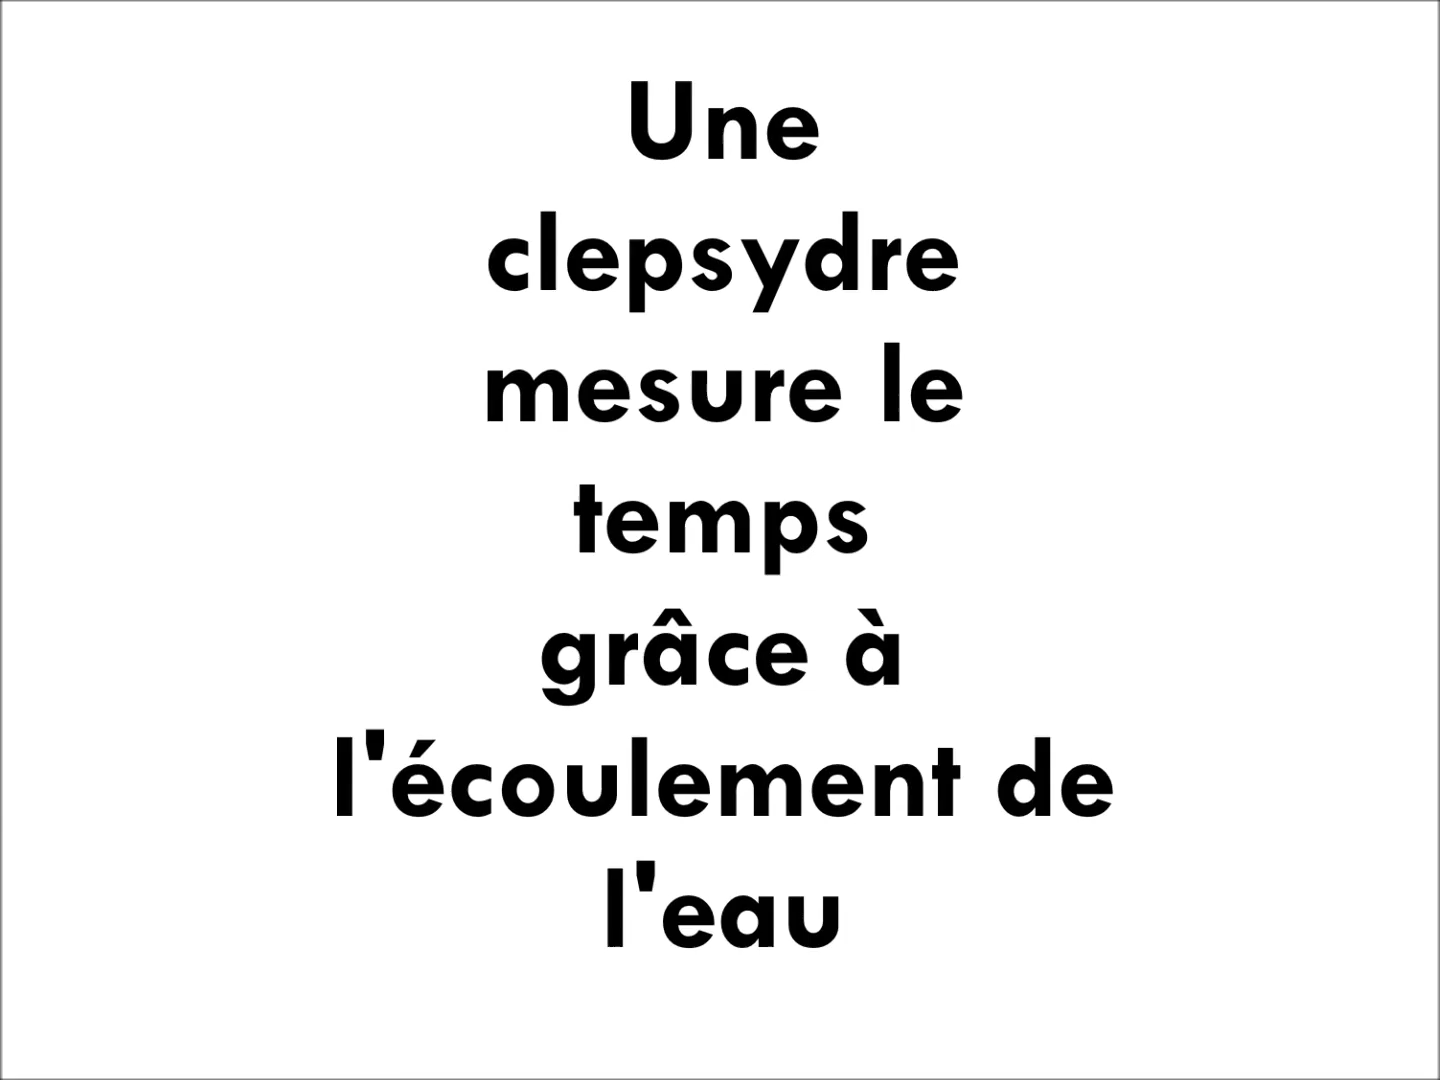 Une
clepsydre
mesure le
temps
grâce à
l'écoulement de
l'eau